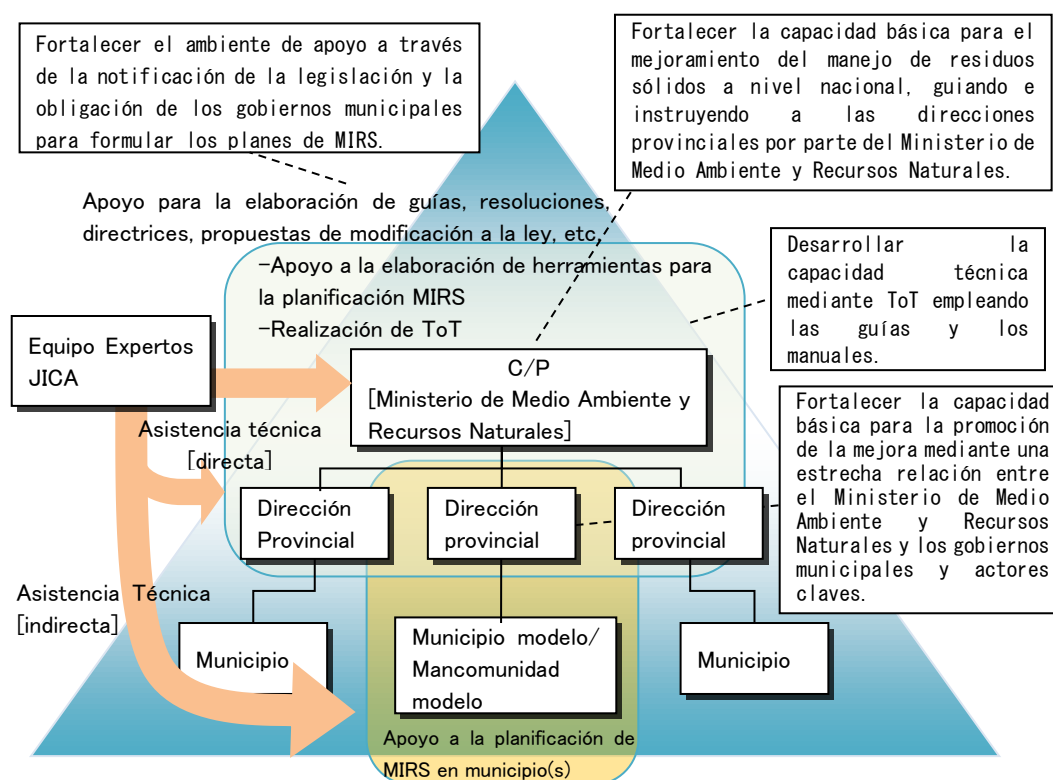 Fortalecer el ambiente de apoyo a través
de la notificación de la legislación y la
obligación de los gobiernos municipales
para formular los planes de MIRS.
Fortalecer la capacidad básica para el
mejoramiento del manejo de residuos
sólidos a nivel nacional, guiando e
instruyendo a las direcciones
provinciales por parte del Ministerio de
Medio Ambiente y Recursos Naturales.
Apoyo para la elaboración de guías, resoluciones,
directrices, propuestas de modificación a la ley, etc.
-Apoyo a la elaboración de herramientas para
la planificación MIRS
-Realización de ToT
Desarrollar la
capacidad técnica
mediante ToT empleando
las guías y los
manuales.
Equipo Expertos
JICA
C/P
[Ministerio de Medio Ambiente y
Recursos Naturales]
Fortalecer la capacidad
básica para la promoción
de la mejora mediante una
estrecha relación entre
el Ministerio de Medio
Ambiente y Recursos
Naturales y los gobiernos
municipales y actores
claves.
Asistencia técnica
[directa]
Dirección
Provincial
Dirección
provincial
Dirección
provincial
Asistencia Técnica
[indirecta]
Municipio
Municipio modelo/
Mancomunidad
modelo
Municipio
Apoyo a la planificación de
MIRS en municipio(s)